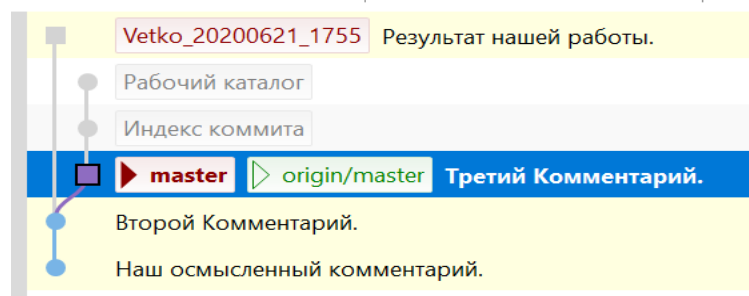 Vetko_20200621_1755 Результат нашей работы.
Рабочий каталог
Индекс коммита
master origin/master Третий Комментарий.
Второй Комментарий.
Наш осмысленный комментарий.